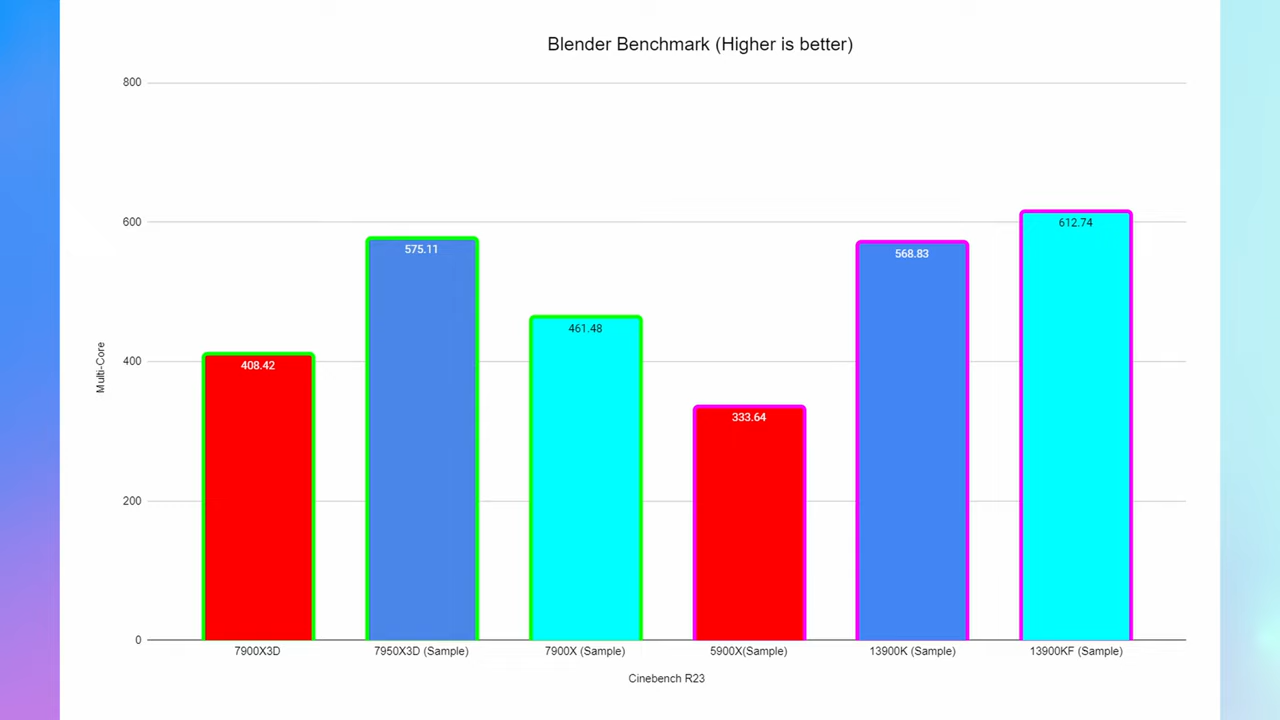 Blender Benchmark (Higher is better)
800
600
400
200
0
Multi-Core
408.42
575.11
461.48
333.64
568.83
612.74
7900X3D
7950X3D (Sample)
7900X (Sample)
5900X(Sample)
13900K (Sample)
13900KF (Sample)
Cinebench R23